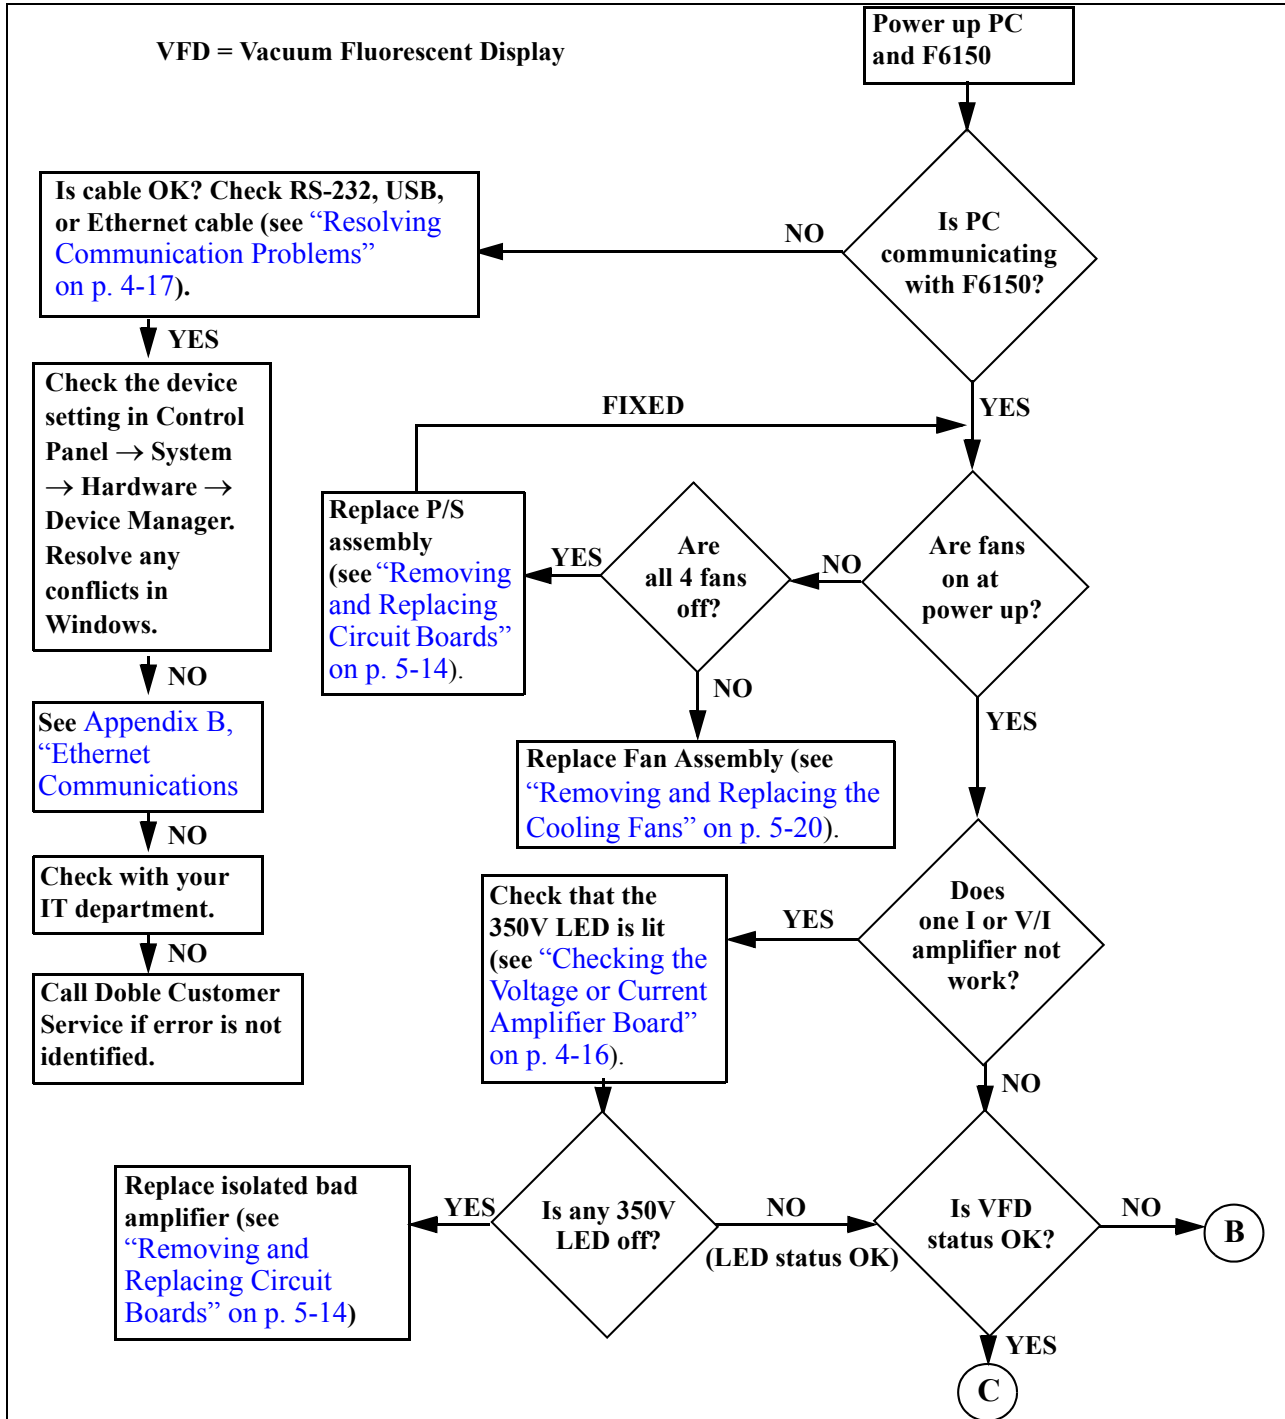 VFD = Vacuum Fluorescent Display
Power up PC
and F6150
Is PC
communicating
with F6150?
NO
Is cable OK? Check RS-232, USB,
or Ethernet cable (see “Resolving
Communication Problems”
on p. 4-17).
YES
Check the device
setting in Control
Panel → System
→ Hardware →
Device Manager.
Resolve any
conflicts in
Windows.
NO
See Appendix B,
“Ethernet
Communications
NO
Check with your
IT department.
NO
Call Doble Customer
Service if error is not
identified.
YES
FIXED
Are fans
on at
power up?
NO
Are
all 4 fans
off?
YES
Replace P/S
assembly
(see “Removing
and Replacing
Circuit Boards”
on p. 5-14).
NO
Replace Fan Assembly (see
“Removing and Replacing the
Cooling Fans” on p. 5-20).
YES
Does
one I or V/I
amplifier not
work?
YES
Check that the
350V LED is lit
(see “Checking the
Voltage or Current
Amplifier Board”
on p. 4-16).
NO
Is any 350V
LED off?
YES
Replace isolated bad
amplifier (see
“Removing and
Replacing Circuit
Boards” on p. 5-14)
NO
(LED status OK)
Is VFD
status OK?
NO
B
YES
C